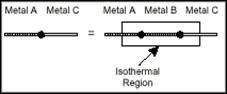 Metal A Metal C = Metal A Metal B Metal C
Isothermal
Region